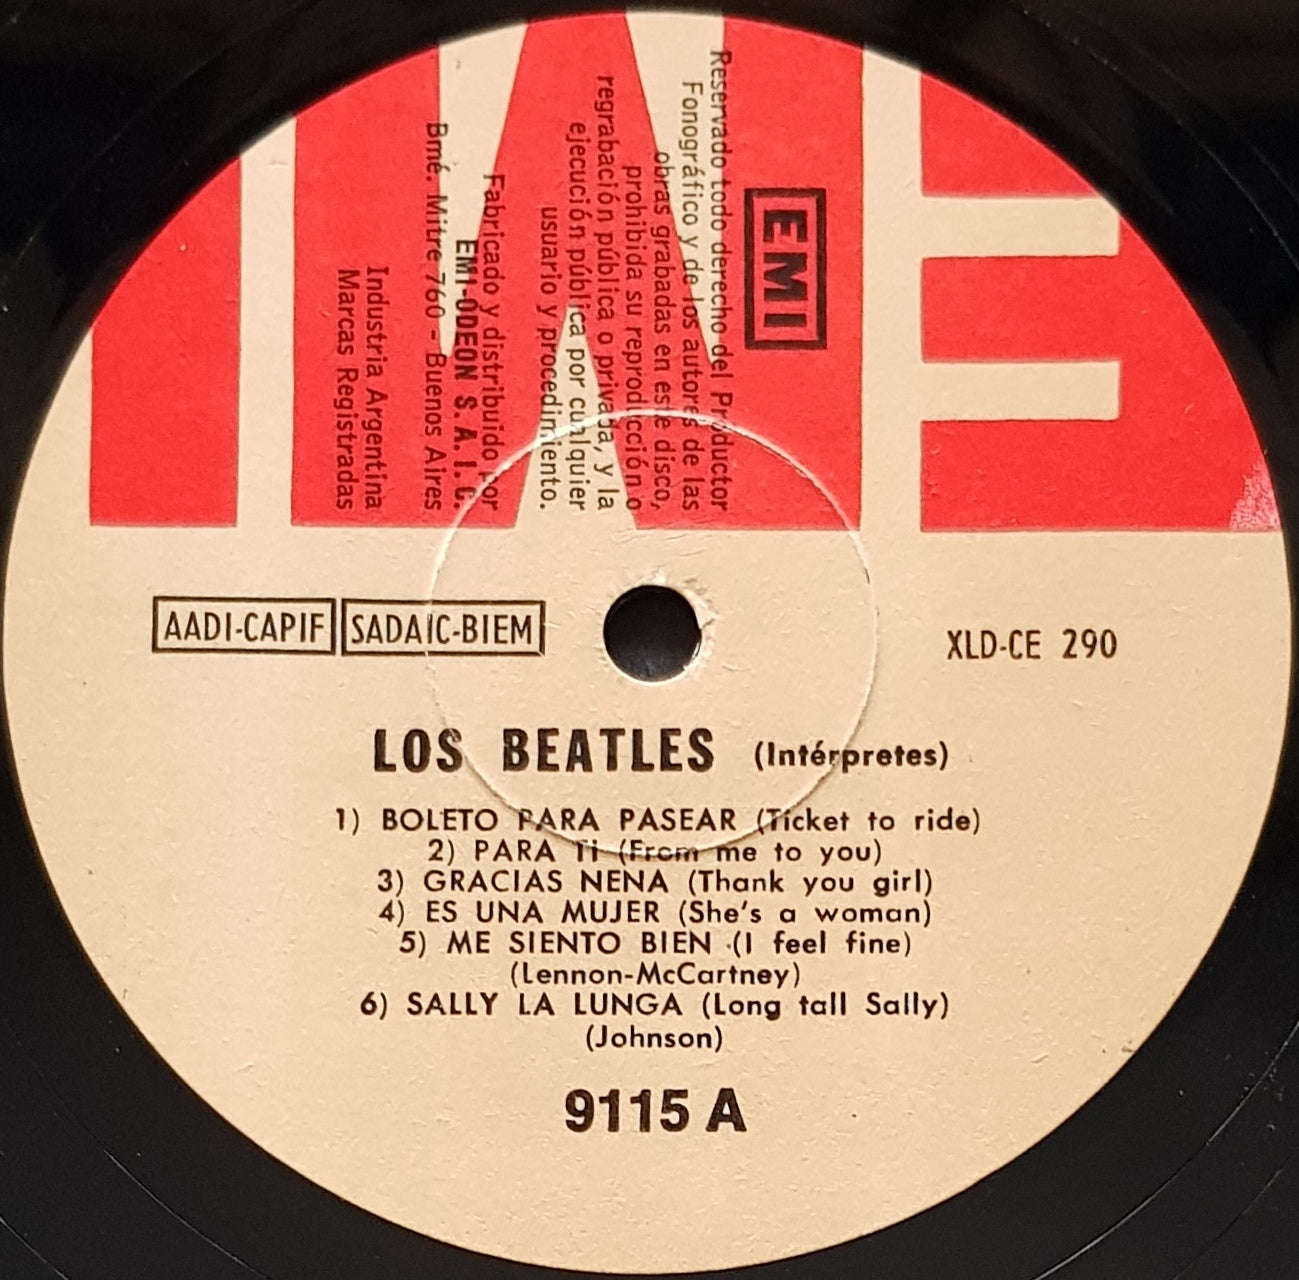 EMI
EMI
Reservado todo derecho del Productor
Fonográfico y de los autores de las
obras grabadas en este disco,
prohibida su reproducción o
regrabación pública o privada, y la
ejecución pública por cualquier
usuario y procedimiento.
Fabricado y distribuido por
EMI-ODEON S. A. I. C.
Bmé. Mitre 760 - Buenos Aires
Industria Argentina
Marcas Registradas
AADI-CAPIF SADAIC-BIEM
XLD-CE 290
LOS BEATLES (Intérpretes)
1) BOLETO PARA PASEAR (Ticket to ride)
2) PARA TI (From me to you)
3) GRACIAS NENA (Thank you girl)
4) ES UNA MUJER (She's a woman)
5) ME SIENTO BIEN (I feel fine)
(Lennon-McCartney)
6) SALLY LA LUNGA (Long tall Sally)
(Johnson)
9115 A